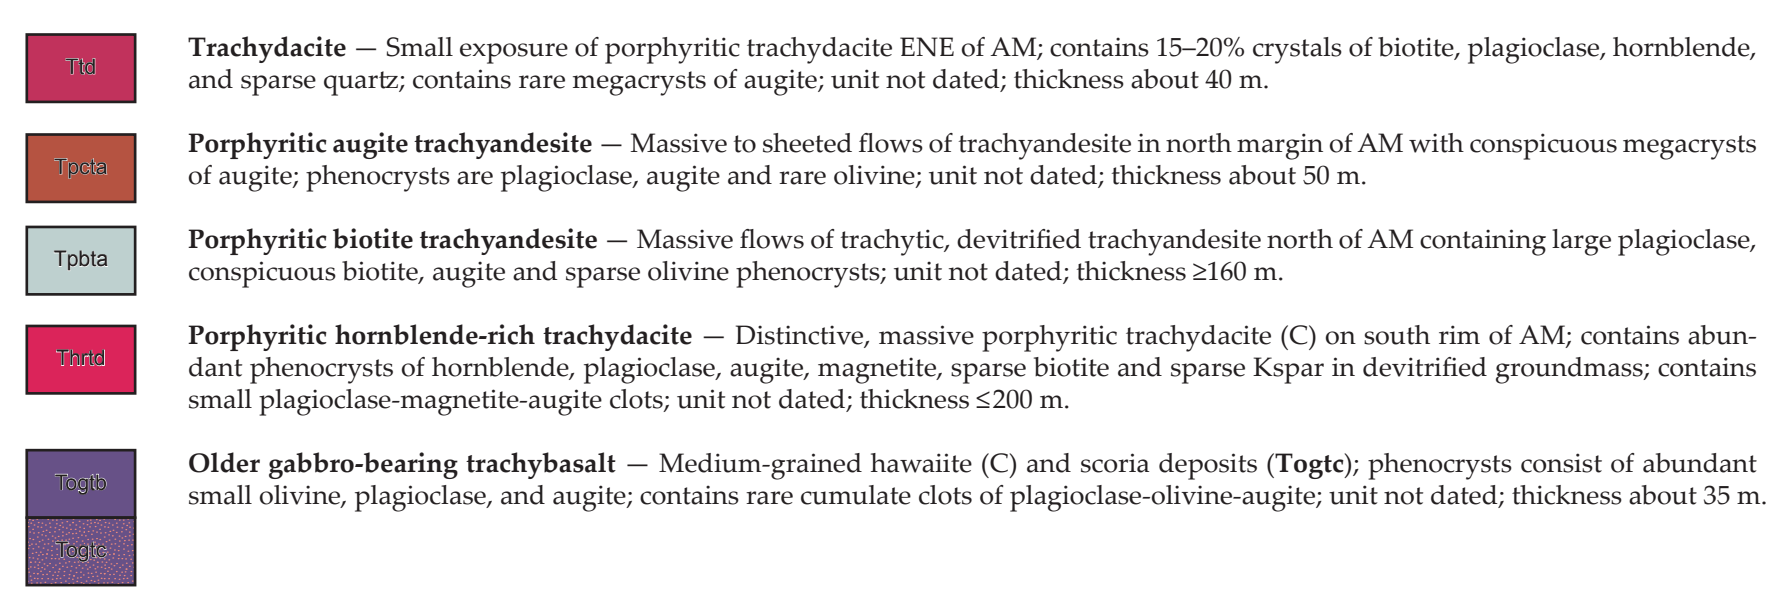 Ttd
Trachydacite — Small exposure of porphyritic trachydacite ENE of AM; contains 15–20% crystals of biotite, plagioclase, hornblende,
and sparse quartz; contains rare megacrysts of augite; unit not dated; thickness about 40 m.
Tpcta
Porphyritic augite trachyandesite — Massive to sheeted flows of trachyandesite in north margin of AM with conspicuous megacrysts
of augite; phenocrysts are plagioclase, augite and rare olivine; unit not dated; thickness about 50 m.
Tpbta
Porphyritic biotite trachyandesite — Massive flows of trachytic, devitrified trachyandesite north of AM containing large plagioclase,
conspicuous biotite, augite and sparse olivine phenocrysts; unit not dated; thickness ≥160 m.
Thrtd
Porphyritic hornblende-rich trachydacite — Distinctive, massive porphyritic trachydacite (C) on south rim of AM; contains abun-
dant phenocrysts of hornblende, plagioclase, augite, magnetite, sparse biotite and sparse Kspar in devitrified groundmass; contains
small plagioclase-magnetite-augite clots; unit not dated; thickness ≤200 m.
Togtb
Older gabbro-bearing trachybasalt — Medium-grained hawaiite (C) and scoria deposits (Togtc); phenocrysts consist of abundant
small olivine, plagioclase, and augite; contains rare cumulate clots of plagioclase-olivine-augite; unit not dated; thickness about 35 m.
Togtc